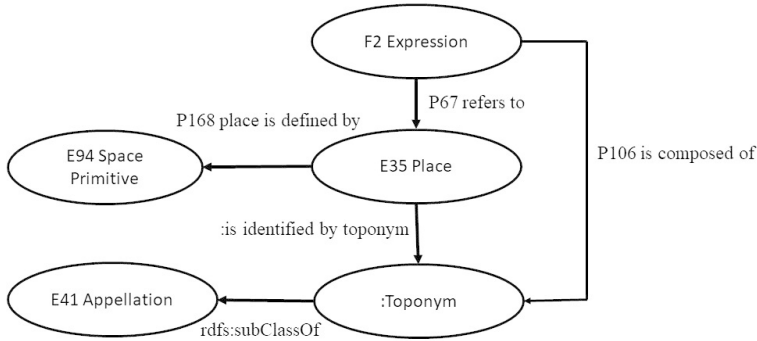 F2 Expression
P67 refers to
P168 place is defined by
P106 is composed of
E94 Space
Primitive
E35 Place
:is identified by toponym
E41 Appellation
:Toponym
rdfs:subClassOf